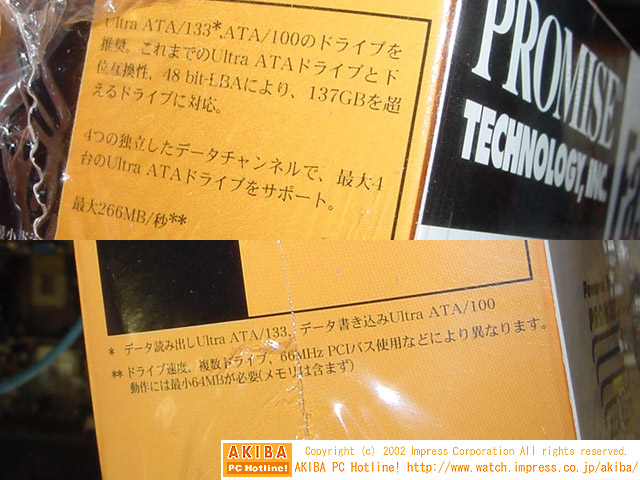 Ultra ATA/133*,ATA/100のドライブを
推奨。これまでのUltra ATAドライブと下
位互換性、48 bit-LBAにより、137GBを超
えるドライブに対応。
4つの独立したデータチャンネルで、最大4
台のUltra ATAドライブをサポート。
最大266MB/秒**
PROMISE
TECHNOLOGY, INC.
* データ読み出しUltra ATA/133、データ書き込みUltra ATA/100
** ドライブ速度、複数ドライブ、66MHz PCIバス使用などにより異なります。
動作には最小64MBが必要(メモリは含まず)
AKIBA
PC Hotline!
Copyright (c) 2002 Impress Corporation All rights reserved.
AKIBA PC Hotline! http://www.watch.impress.co.jp/akiba/